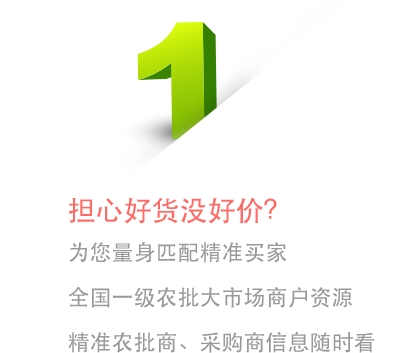 1
担心好货没好价?
为您量身匹配精准买家
全国一级农批大市场商户资源
精准农批商、采购商信息随时看